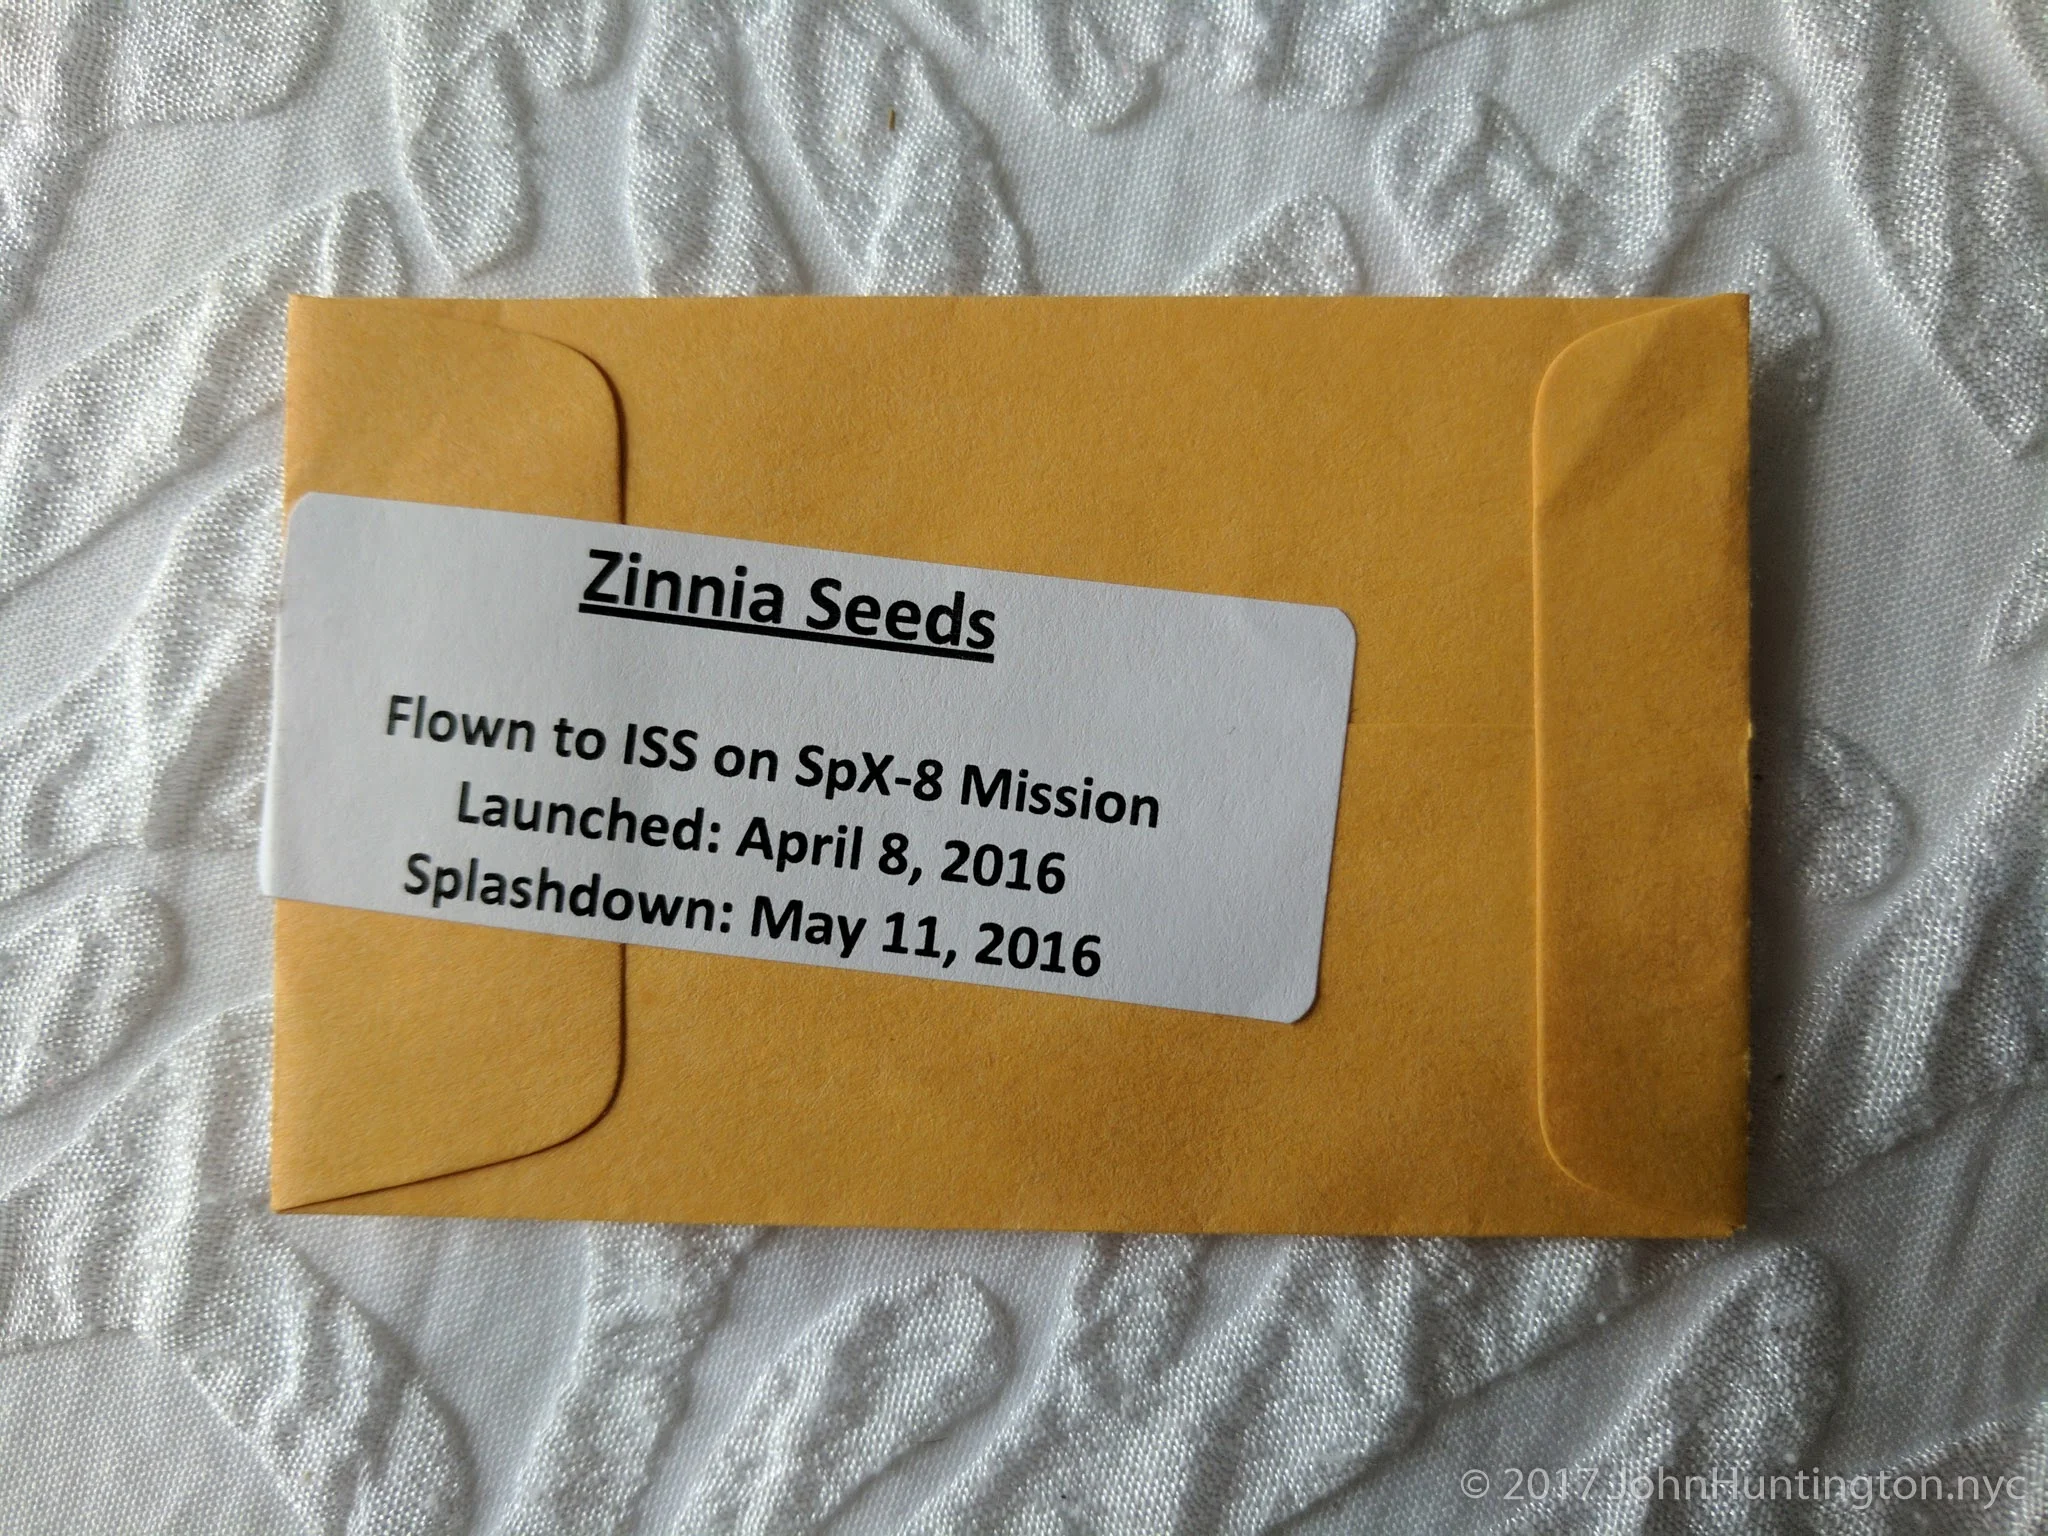 Zinnia Seeds
Flown to ISS on SpX-8 Mission
Launched: April 8, 2016
Splashdown: May 11, 2016
© 2017 JohnHuntington.nyc